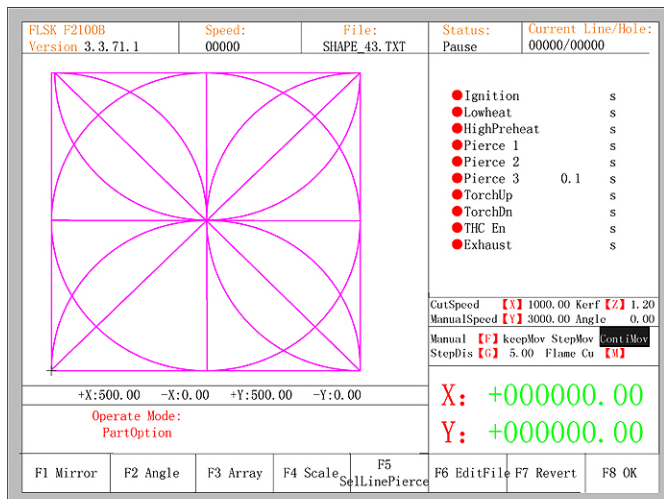 FLSK F2100B
Version 3.3.71.1
Speed:
00000
File:
SHAPE_43.TXT
Status:
Pause
Current Line/Hole:
00000/00000
Ignition s
Lowheat s
HighPreheat s
Pierce 1 s
Pierce 2 s
Pierce 3 0.1 s
TorchUp s
TorchDn s
THC En s
Exhaust s
CutSpeed 【X】 1000.00 Kerf 【Z】 1.20
ManualSpeed 【Y】 3000.00 Angle 0.00
Manual 【F】 keepMov StepMov ContiMov
StepDis 【G】 5.00 Flame Cu 【M】
+X:500.00 -X:0.00 +Y:500.00 -Y:0.00
Operate Mode:
PartOption
X: +000000.00
Y: +000000.00
F1 Mirror
F2 Angle
F3 Array
F4 Scale
F5
SelLinePierce
F6 EditFile
F7 Revert
F8 OK